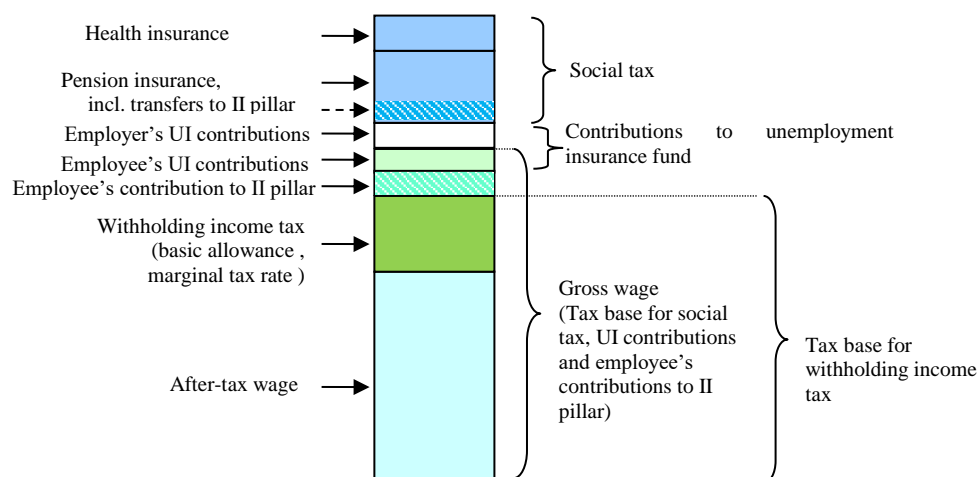 Health insurance
Pension insurance,
incl. transfers to II pillar
Employer's UI contributions
Employee's UI contributions
Employee's contribution to II pillar
Withholding income tax
(basic allowance ,
marginal tax rate )
After-tax wage
Social tax
Contributions to unemployment
insurance fund
Gross wage
(Tax base for social
tax, UI contributions
and employee's
contributions to II
pillar)
Tax base for
withholding income
tax